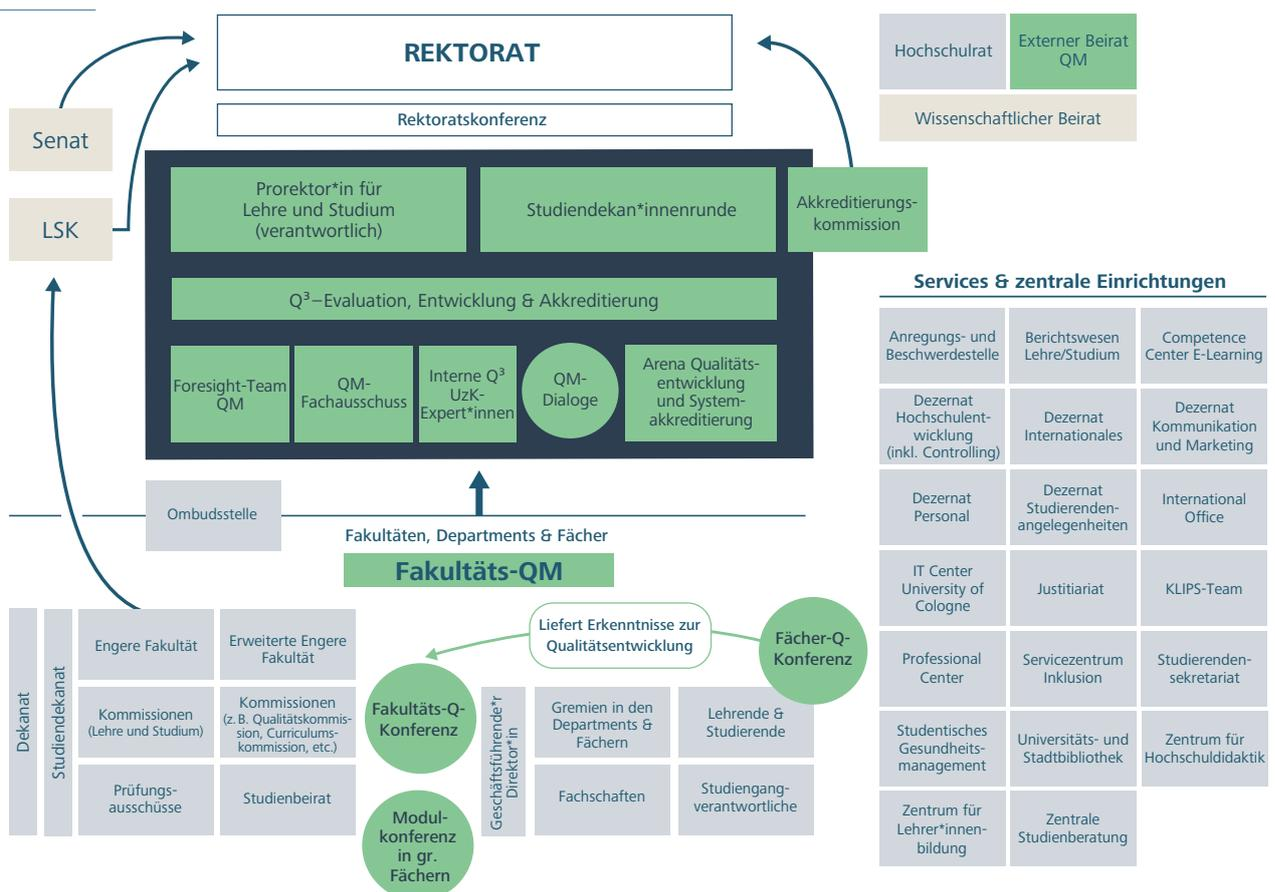 REKTORAT
Rektoratskonferenz
Senat
LSK
Hochschulrat
Externer Beirat
QM
Wissenschaftlicher Beirat
Prorektor*in für
Lehre und Studium
(verantwortlich)
Studiendekan*innenrunde
Akkreditierungs-
kommission
Q³–Evaluation, Entwicklung & Akkreditierung
Foresight-Team
QM
QM-
Fachausschuss
Interne Q³
UzK-
Expert*innen
QM-
Dialoge
Arena Qualitäts-
entwicklung
und System-
akkreditierung
Ombudsstelle
Fakultäten, Departments & Fächer
Fakultäts-QM
Dekanat
Studiendekanat
Engere Fakultät
Erweiterte Engere
Fakultät
Kommissionen
(Lehre und Studium)
Kommissionen
(z. B. Qualitätskommis-
sion, Curriculums-
kommission, etc.)
Prüfungs-
ausschüsse
Studienbeirat
Liefert Erkenntnisse zur
Qualitätsentwicklung
Fächer-Q-
Konferenz
Fakultäts-Q-
Konferenz
Modul-
konferenz
in gr.
Fächern
Geschäftsführende*r
Direktor*in
Gremien in den
Departments &
Fächern
Lehrende &
Studierende
Fachschaften
Studiengang-
verantwortliche
Services & zentrale Einrichtungen
Anregungs- und
Beschwerdestelle
Berichtswesen
Lehre/Studium
Competence
Center E-Learning
Dezernat
Hochschulent-
wicklung
(inkl. Controlling)
Dezernat
Internationales
Dezernat
Kommunikation
und Marketing
Dezernat
Personal
Dezernat
Studierenden-
angelegenheiten
International
Office
IT Center
University of
Cologne
Justitiariat
KLIPS-Team
Professional
Center
Servicezentrum
Inklusion
Studierenden-
sekretariat
Studentisches
Gesundheits-
management
Universitäts- und
Stadtbibliothek
Zentrum für
Hochschuldidaktik
Zentrum für
Lehrer*innen-
bildung
Zentrale
Studienberatung